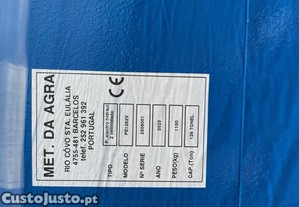 MET. DA AGRA
RIO CÔVO STA. EULÁLIA
4755-481 BARCELOS
telef. 252 961 392
PORTUGAL
TIPO:
MODELO
Nº SERIE
ANO 2023
PESO(kg) 1100
CAP.(Ton) 120 TONEL.
CE
CustoJusto.pt